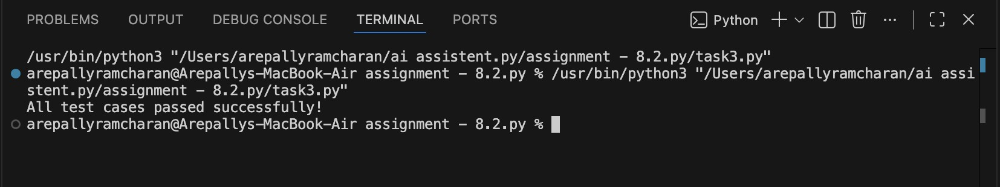 PROBLEMS OUTPUT DEBUG CONSOLE TERMINAL PORTS Python
/usr/bin/python3 "/Users/arepallyramcharan/ai assistent.py/assignment - 8.2.py/task3.py"
arepallyramcharan@Arepallys-MacBook-Air assignment - 8.2.py % /usr/bin/python3 "/Users/arepallyramcharan/ai assi
stent.py/assignment - 8.2.py/task3.py"
All test cases passed successfully!
arepallyramcharan@Arepallys-MacBook-Air assignment - 8.2.py %